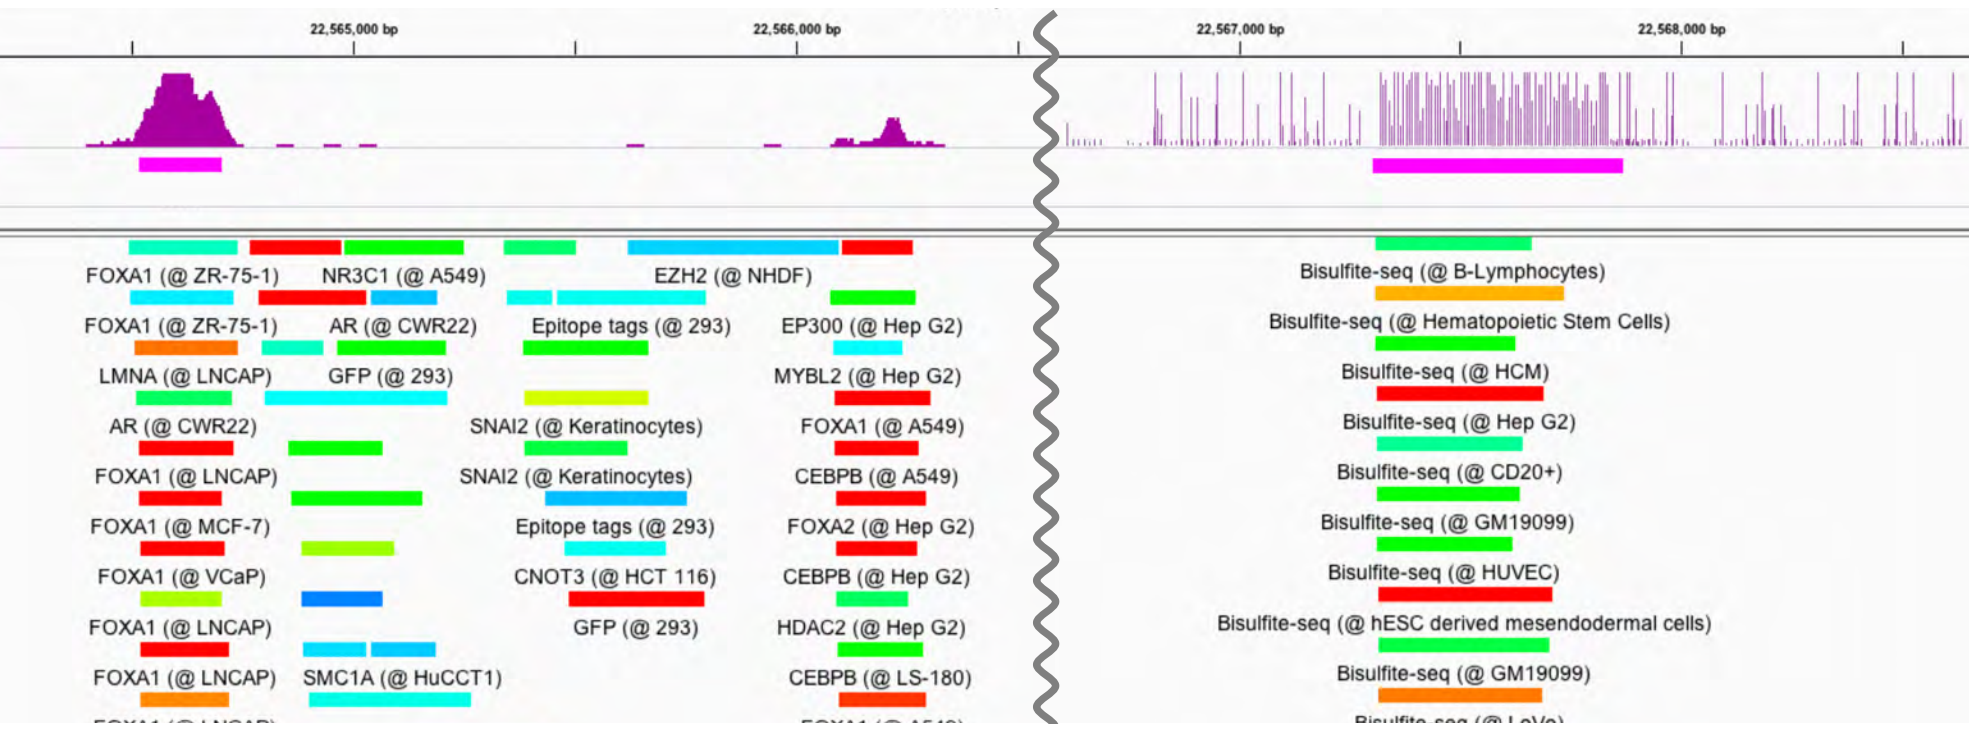 22,565,000 bp 22,566,000 bp 22,567,000 bp 22,568,000 bp
FOXA1 (@ ZR-75-1) NR3C1 (@ A549) EZH2 (@ NHDF) Bisulfite-seq (@ B-Lymphocytes)
FOXA1 (@ ZR-75-1) AR (@ CWR22) Epitope tags (@ 293) EP300 (@ Hep G2) Bisulfite-seq (@ Hematopoietic Stem Cells)
LMNA (@ LNCAP) GFP (@ 293) MYBL2 (@ Hep G2) Bisulfite-seq (@ HCM)
AR (@ CWR22) SNAI2 (@ Keratinocytes) FOXA1 (@ A549) Bisulfite-seq (@ Hep G2)
FOXA1 (@ LNCAP) SNAI2 (@ Keratinocytes) CEBPB (@ A549) Bisulfite-seq (@ CD20+)
FOXA1 (@ MCF-7) Epitope tags (@ 293) FOXA2 (@ Hep G2) Bisulfite-seq (@ GM19099)
FOXA1 (@ VCaP) CNOT3 (@ HCT 116) CEBPB (@ Hep G2) Bisulfite-seq (@ HUVEC)
FOXA1 (@ LNCAP) GFP (@ 293) HDAC2 (@ Hep G2) Bisulfite-seq (@ hESC derived mesendodermal cells)
FOXA1 (@ LNCAP) SMC1A (@ HuCCT1) CEBPB (@ LS-180) Bisulfite-seq (@ GM19099)